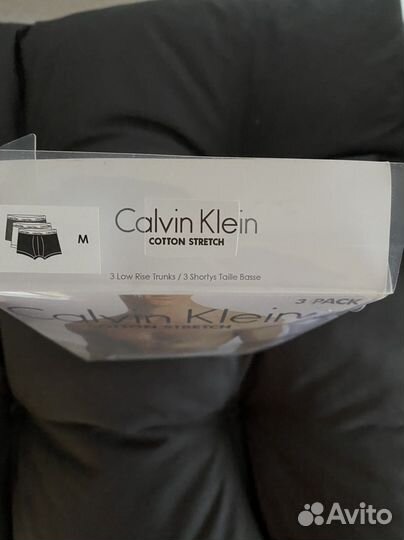 M
Calvin Klein
COTTON STRETCH
3 Low Rise Trunks / 3 Shortys Taille Basse
3 PACK
Calvin Klein
COTTON STRETCH
Avito